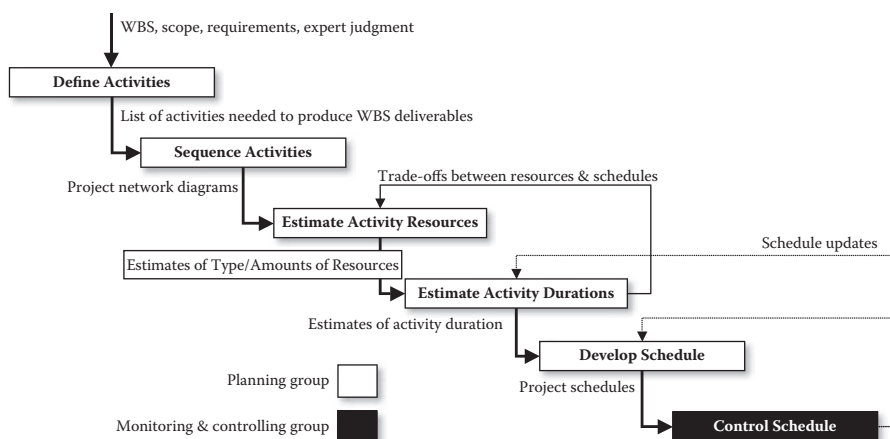 WBS, scope, requirements, expert judgment
Define Activities
List of activities needed to produce WBS deliverables
Sequence Activities
Project network diagrams
Trade-offs between resources & schedules
Estimate Activity Resources
Schedule updates
Estimates of Type/Amounts of Resources
Estimate Activity Durations
Estimates of activity duration
Develop Schedule
Planning group
Project schedules
Monitoring & controlling group
Control Schedule